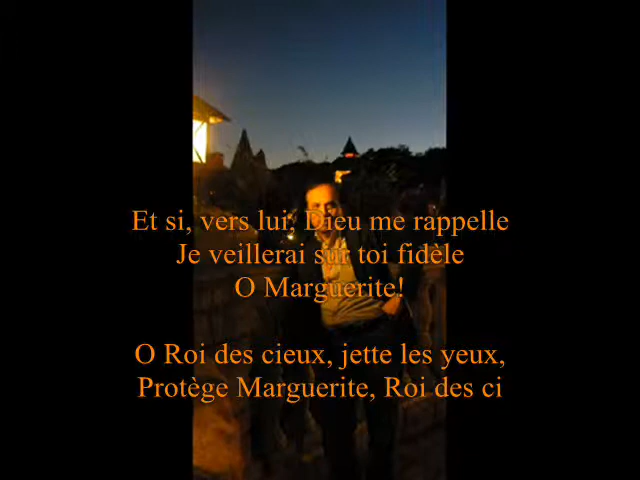 Et si, vers lui, Dieu me rappelle
Je veillerai sur toi fidèle
O Marguerite!
O Roi des cieux, jette les yeux,
Protège Marguerite, Roi des ci